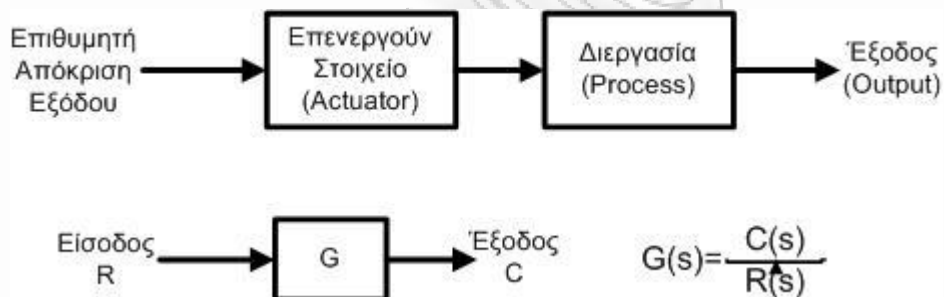 Επιθυμητή
Απόκριση
Εξόδου
Επενεργούν
Στοιχείο
(Actuator)
Διεργασία
(Process)
Έξοδος
(Output)
Είσοδος
R
G
Έξοδος
C
G(s)=
C(s)
R(s)